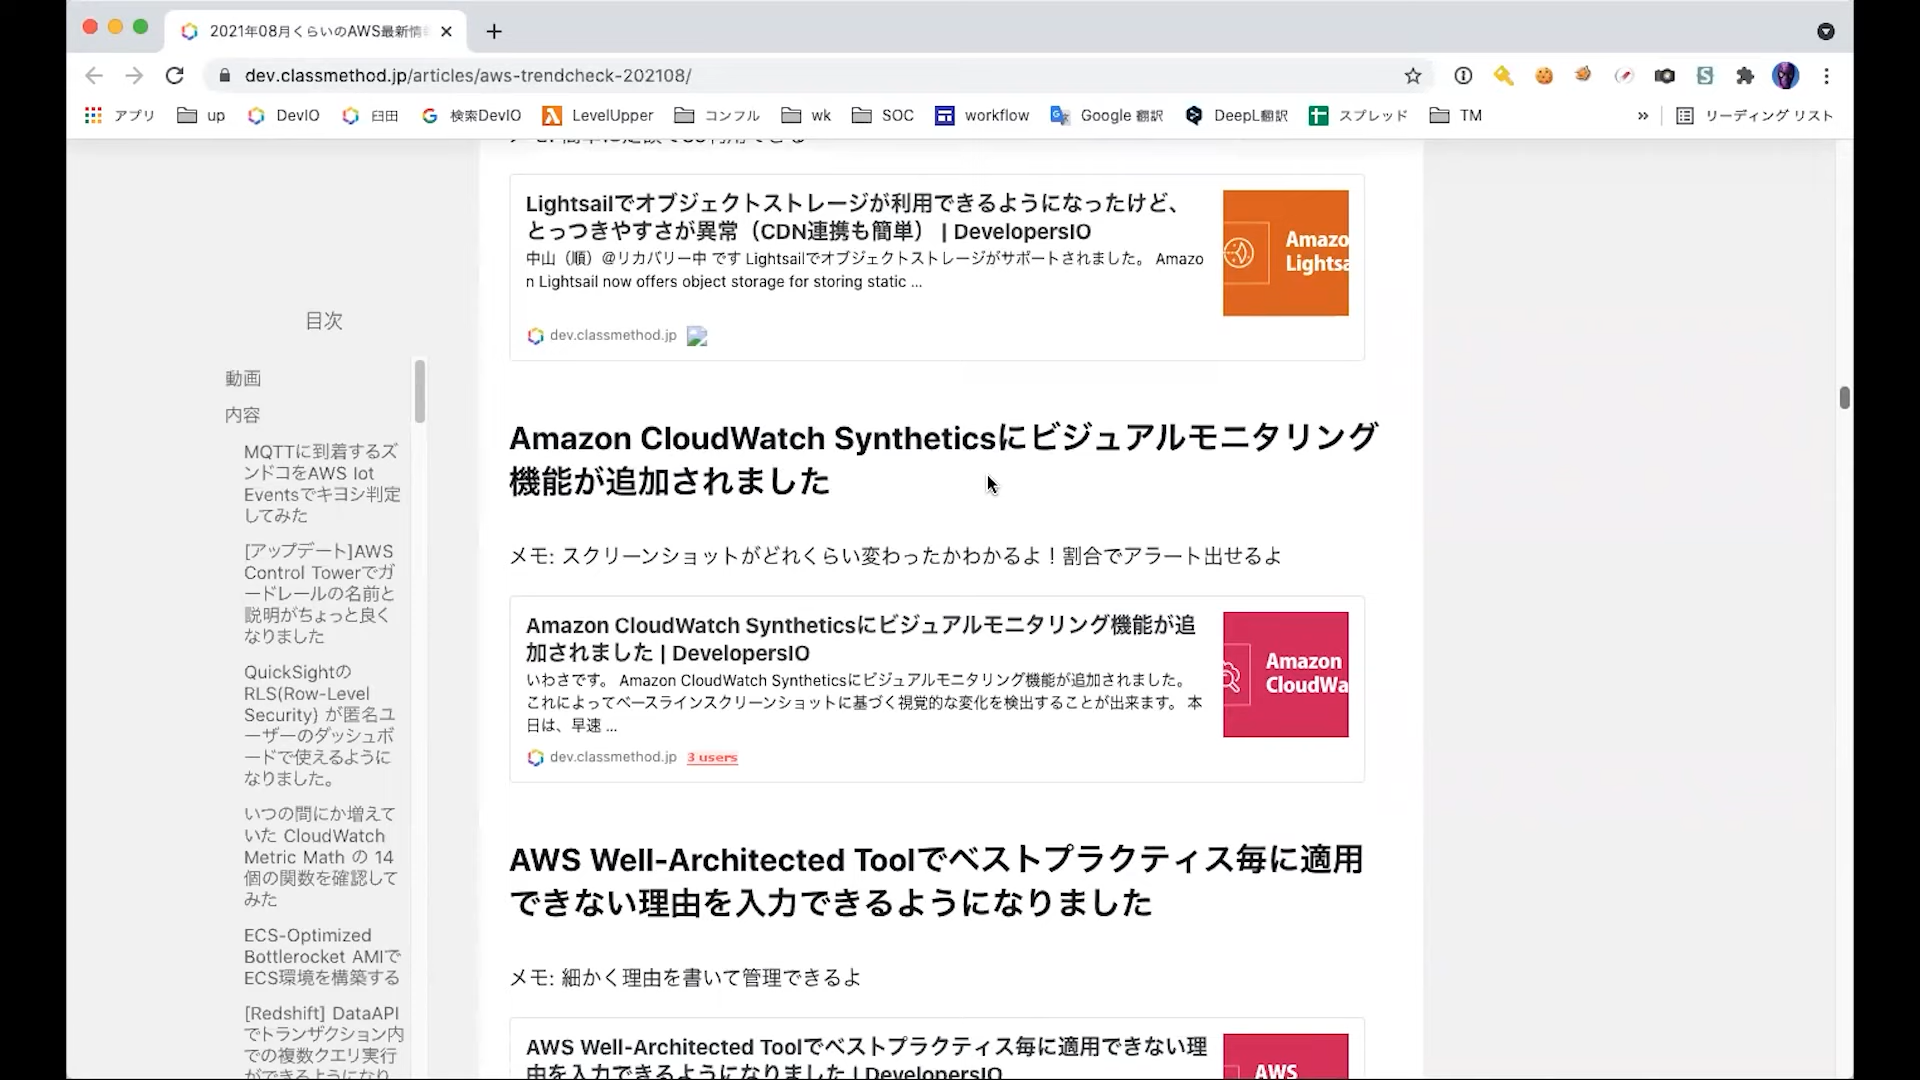 2021年08月くらいのAWS最新情
dev.classmethod.jp/articles/aws-trendcheck-202108/
アプリ up DevIO 臼田 検索DevIO LevelUpper コンフル wk SOC workflow Google 翻訳 DeepL翻訳 スプレッド TM » リーディング リスト
Lightsailでオブジェクトストレージが利用できるようになったけど、
とっつきやすさが異常（CDN連携も簡単） | DevelopersIO
中山（順）@リカバリー中 です Lightsailでオブジェクトストレージがサポートされました。 Amazo
n Lightsail now offers object storage for storing static ...
Amazo
Lightsa
dev.classmethod.jp
目次
動画
内容
MQTTに到着するズ
ンドコをAWS Iot
Eventsでキヨシ判定
してみた
[アップデート]AWS
Control Towerでガ
ードレールの名前と
説明がちょっと良く
なりました
QuickSightの
RLS(Row-Level
Security) が匿名ユ
ーザーのダッシュボ
ードで使えるように
なりました。
いつの間にか増えて
いた CloudWatch
Metric Math の 14
個の関数を確認して
みた
ECS-Optimized
Bottlerocket AMIで
ECS環境を構築する
[Redshift] DataAPI
でトランザクション内
での複数クエリ実行
ができるようになり
Amazon CloudWatch Syntheticsにビジュアルモニタリング
機能が追加されました
メモ: スクリーンショットがどれくらい変わったかわかるよ！割合でアラート出せるよ
Amazon CloudWatch Syntheticsにビジュアルモニタリング機能が追
加されました | DevelopersIO
いわさです。 Amazon CloudWatch Syntheticsにビジュアルモニタリング機能が追加されました。
これによってベースラインスクリーンショットに基づく視覚的な変化を検出することが出来ます。 本
日は、早速 ...
Amazon
CloudWa
dev.classmethod.jp 3 users
AWS Well-Architected Toolでベストプラクティス毎に適用
できない理由を入力できるようになりました
メモ: 細かく理由を書いて管理できるよ
AWS Well-Architected Toolでベストプラクティス毎に適用できない理
由を入力できるようになりました | DevelopersIO
AWS